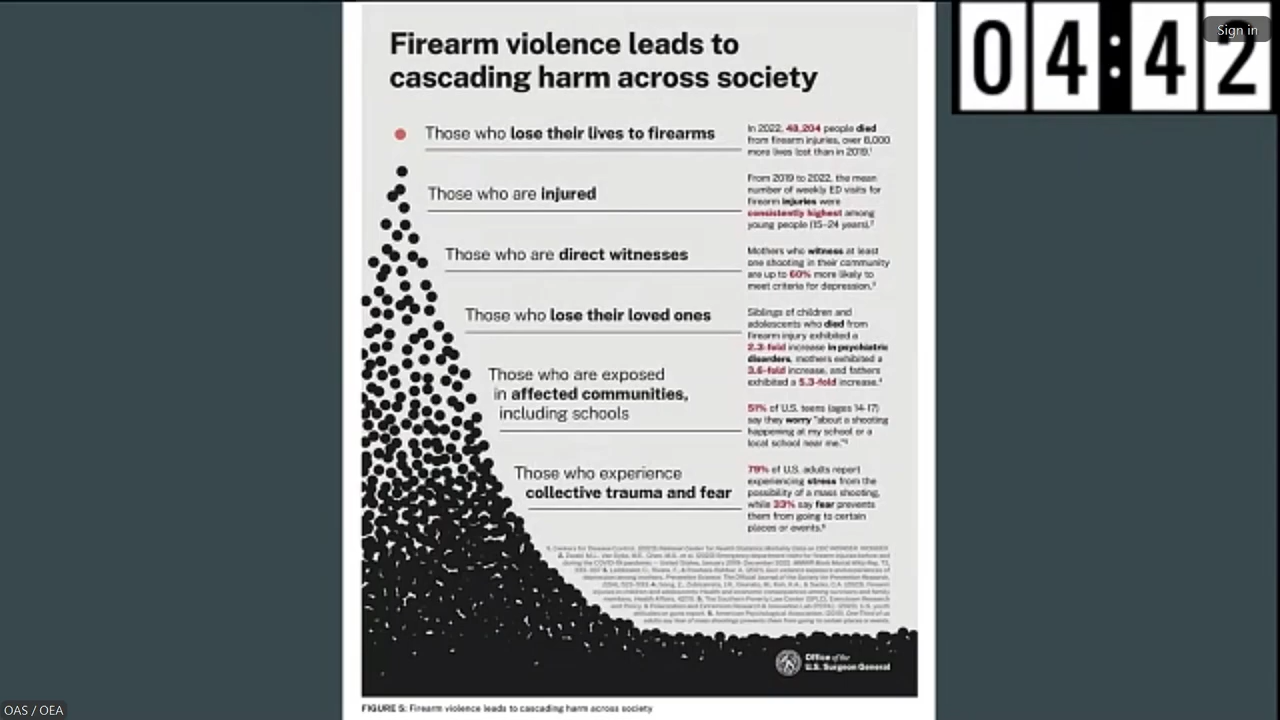 Firearm violence leads to
cascading harm across society
Those who lose their lives to firearms
In 2022, 48,204 people died
from firearm injuries, over 8,000
more lives lost than in 2019.¹
Those who are injured
From 2019 to 2022, the mean
number of weekly ED visits for
firearm injuries were
consistently highest among
young people (15–24 years).²
Those who are direct witnesses
Mothers who witness at least
one shooting in their community
are up to 60% more likely to
meet criteria for depression.³
Those who lose their loved ones
Siblings of children and
adolescents who died from
firearm injury exhibited a
2.3-fold increase in psychiatric
disorders, mothers exhibited a
3.6-fold increase, and fathers
exhibited a 5.3-fold increase.⁴
Those who are exposed
in affected communities,
including schools
51% of U.S. teens (ages 14-17)
say they worry "about a shooting
happening at my school or a
local school near me."⁵
Those who experience
collective trauma and fear
79% of U.S. adults report
experiencing stress from the
possibility of a mass shooting,
while 33% say fear prevents
them from going to certain
places or events.⁶
Office of the
U.S. Surgeon General
FIGURE 5: Firearm violence leads to cascading harm across society
04:42
Sign in
OAS / OEA